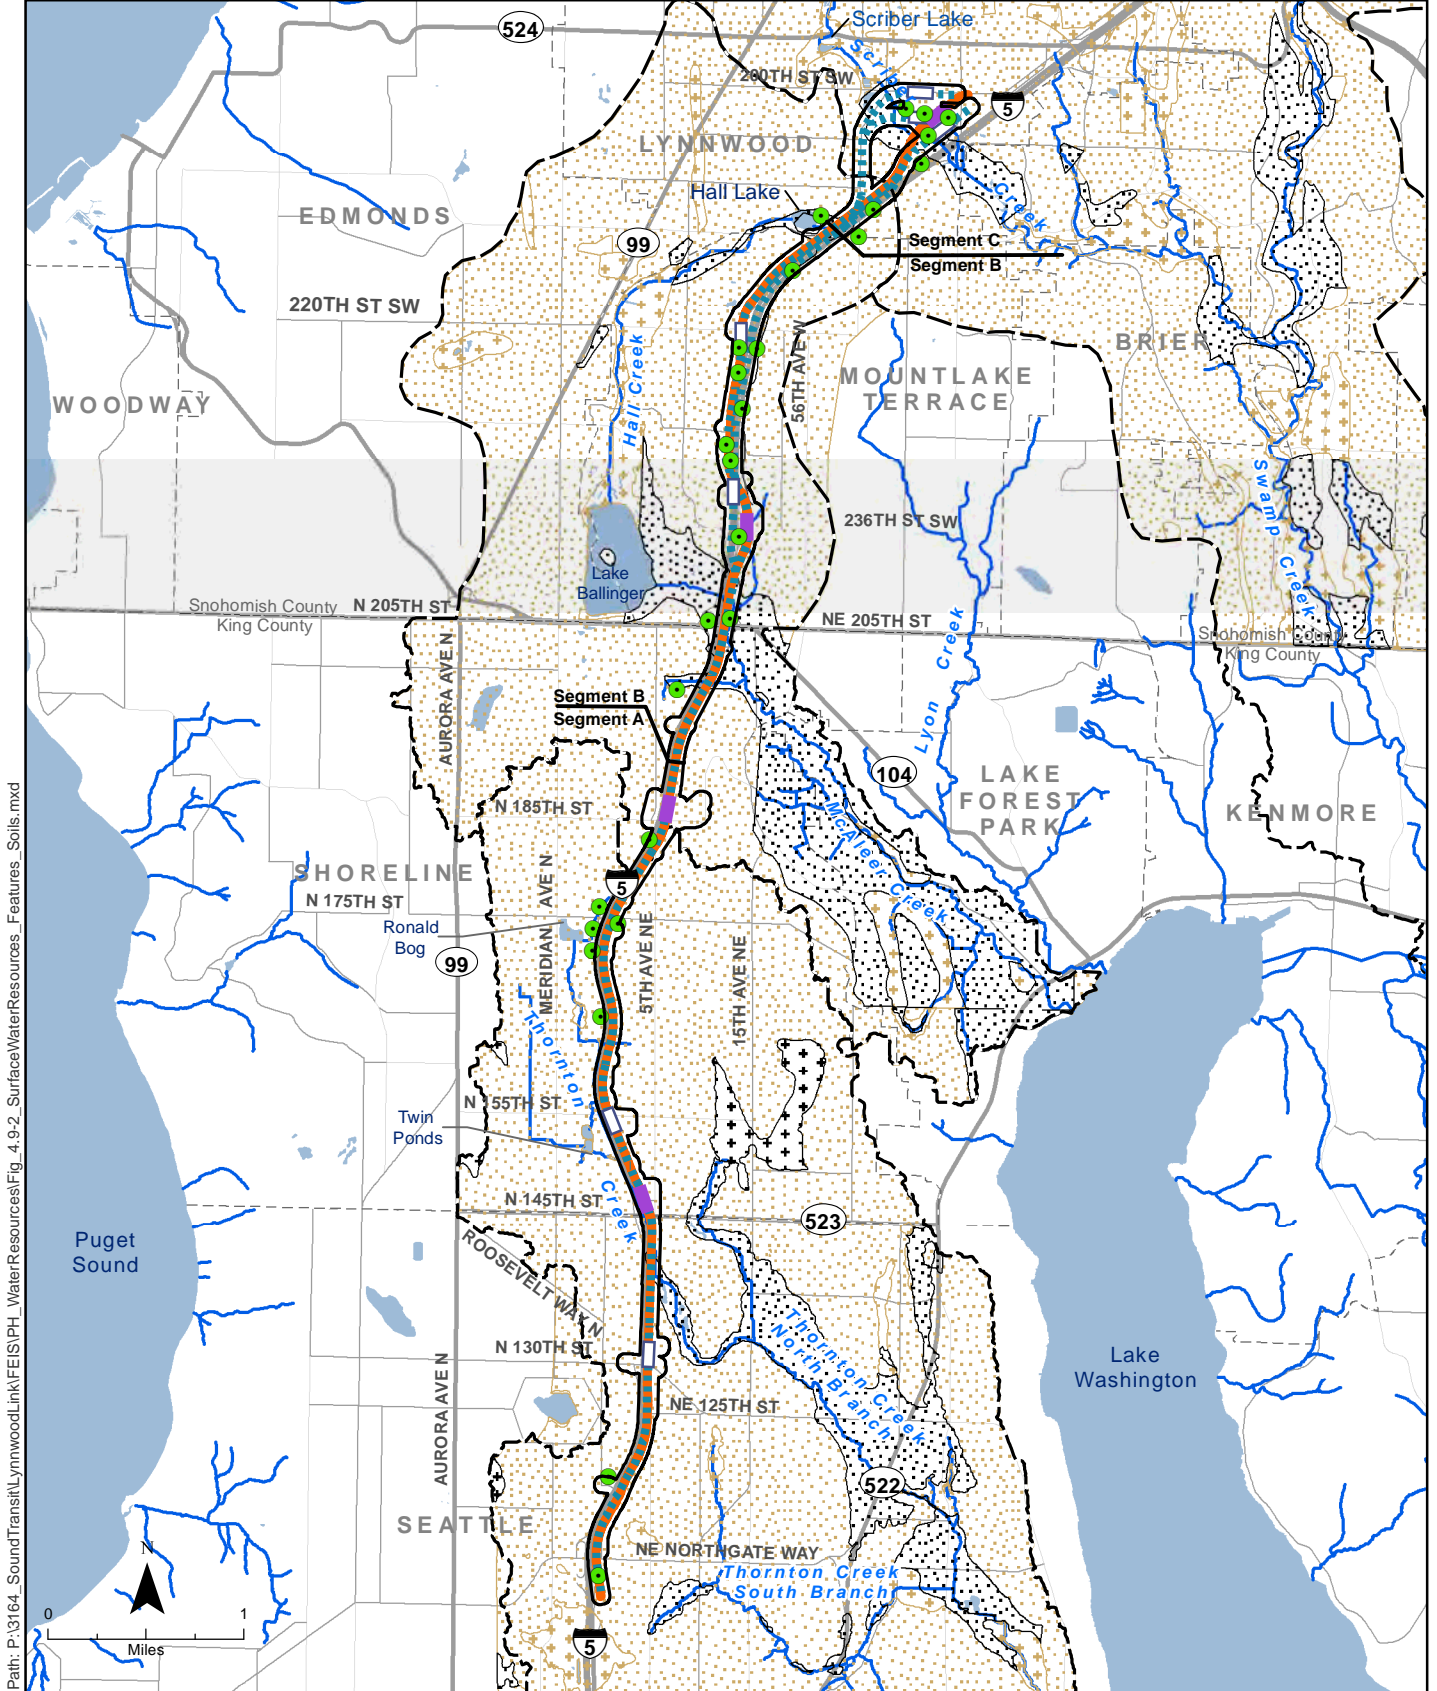 Scriber Lake
524
Scriber
200TH ST SW
5
LYNNWOOD
Hall Lake
Creek
EDMONDS
99
Segment C
Segment B
220TH ST SW
56TH AVE W
BRIER
Hall Creek
MOUNTLAKE
TERRACE
WOODWAY
Swamp
Creek
236TH ST SW
Lake
Ballinger
Snohomish County
King County
N 205TH ST
NE 205TH ST
Snohomish County
King County
AURORA AVE N
Lyon Creek
Segment B
Segment A
104
LAKE
FOREST
PARK
KENMORE
N 185TH ST
McAleer Creek
SHORELINE
5
N 175TH ST
MERIDIAN AVE N
Ronald
Bog
5TH AVE NE
15TH AVE NE
99
Thornton
Creek
N 155TH ST
Twin
Ponds
N 145TH ST
523
Puget
Sound
ROOSEVELT WAY N
Thornton Creek
North Branch
N 130TH ST
Lake
Washington
AURORA AVE N
NE 125TH ST
522
SEATTLE
NE NORTHGATE WAY
Thornton Creek
South Branch
N
0 1
Miles
5
Path: P:\3164_SoundTransit\LynnwoodLink\FEIS\PH_WaterResources\Fig_4.9-2_SurfaceWaterResources_Features_Soils.mxd